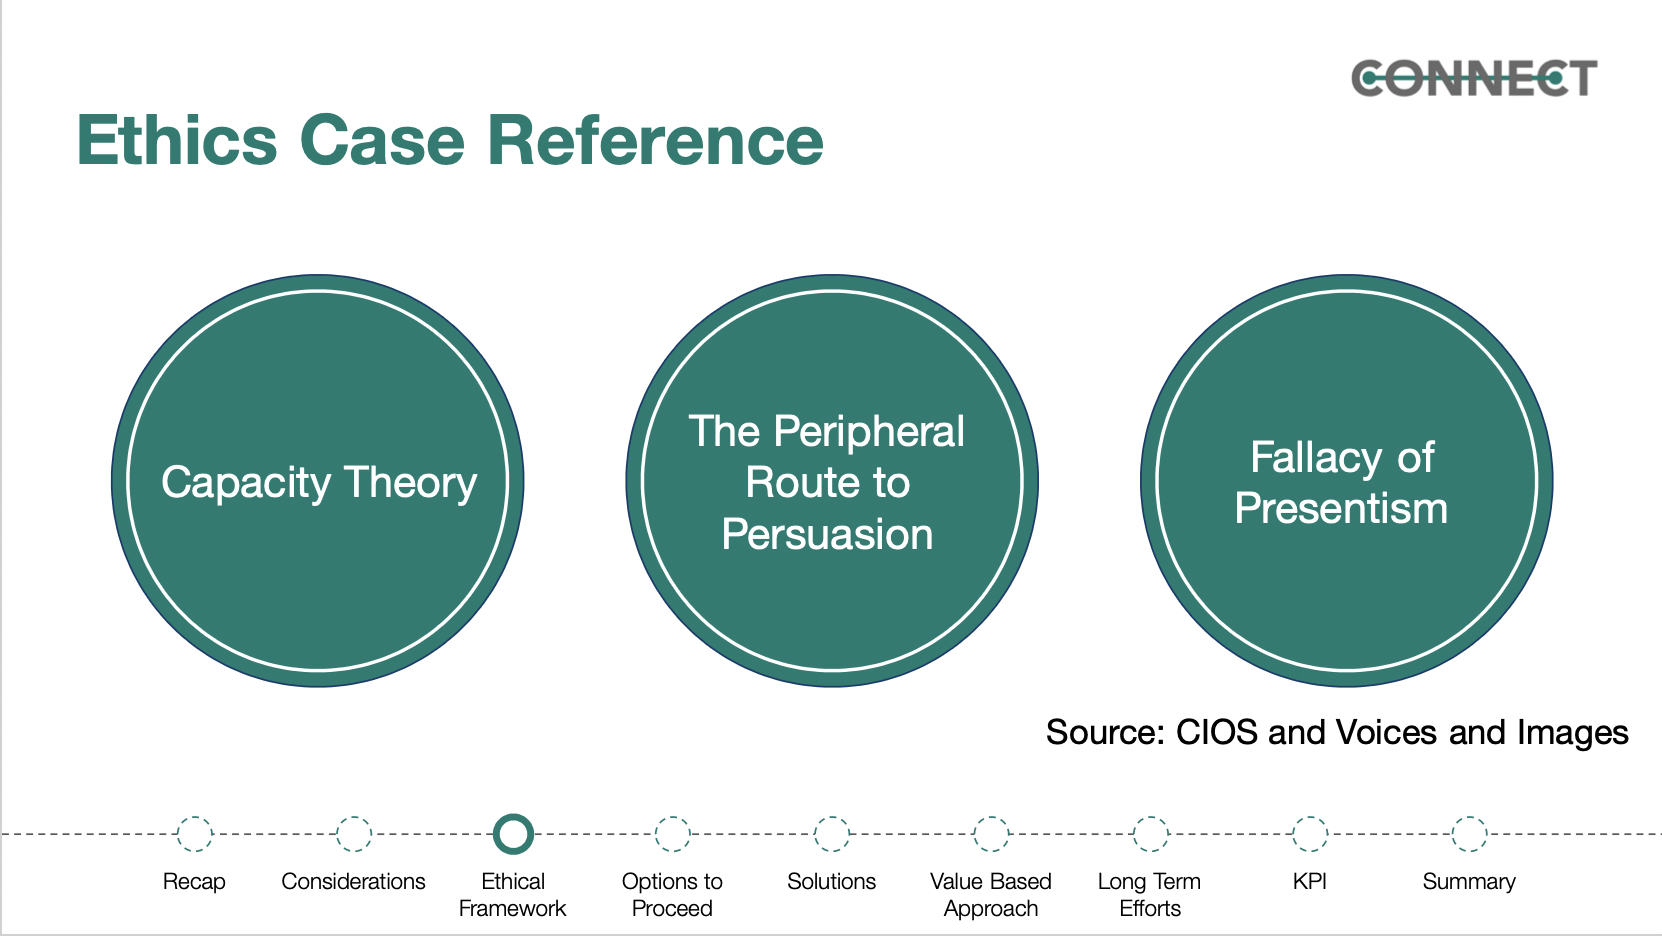 CONNECT
Ethics Case Reference
Capacity Theory
The Peripheral
Route to
Persuasion
Fallacy of
Presentism
Source: CIOS and Voices and Images
Recap
Considerations
Ethical
Framework
Options to
Proceed
Solutions
Value Based
Approach
Long Term
Efforts
KPI
Summary